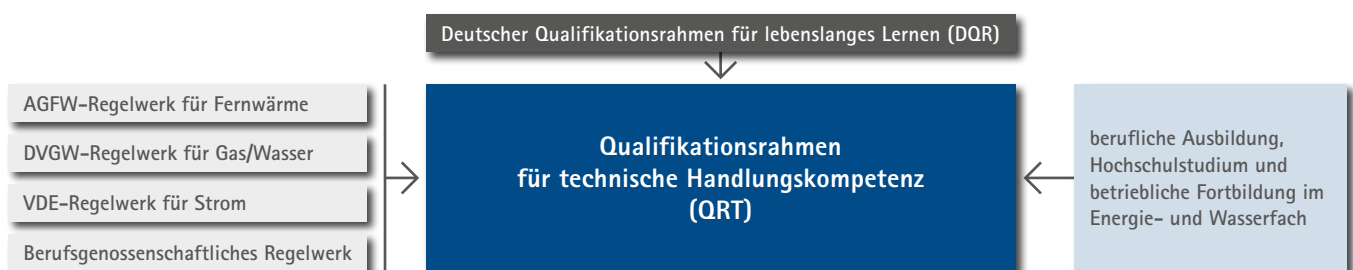 Deutscher Qualifikationsrahmen für lebenslanges Lernen (DQR)
AGFW-Regelwerk für Fernwärme
DVGW-Regelwerk für Gas/Wasser
VDE-Regelwerk für Strom
Berufsgenossenschaftliches Regelwerk
Qualifikationsrahmen
für technische Handlungskompetenz
(QRT)
berufliche Ausbildung,
Hochschulstudium und
betriebliche Fortbildung im
Energie- und Wasserfach